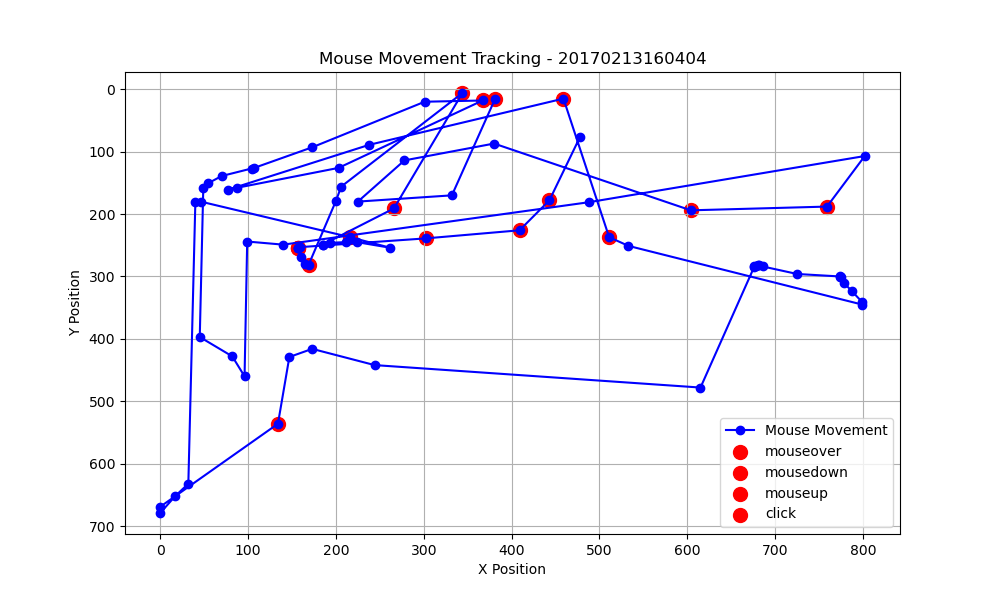 Mouse Movement Tracking - 20170213160404
0
100
200
300
400
500
600
700
Y Position
0 100 200 300 400 500 600 700 800
X Position
Mouse Movement
mouseover
mousedown
mouseup
click